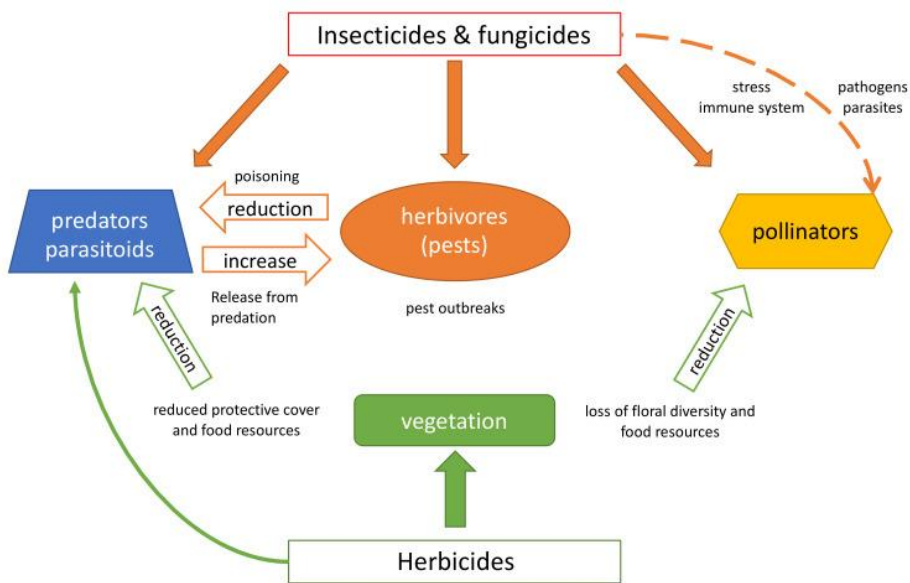 Insecticides & fungicides
stress
immune system
pathogens
parasites
poisoning
reduction
predators
parasitoids
herbivores
(pests)
pollinators
increase
Release from
predation
pest outbreaks
reduction
reduction
reduced protective cover
and food resources
vegetation
loss of floral diversity and
food resources
Herbicides